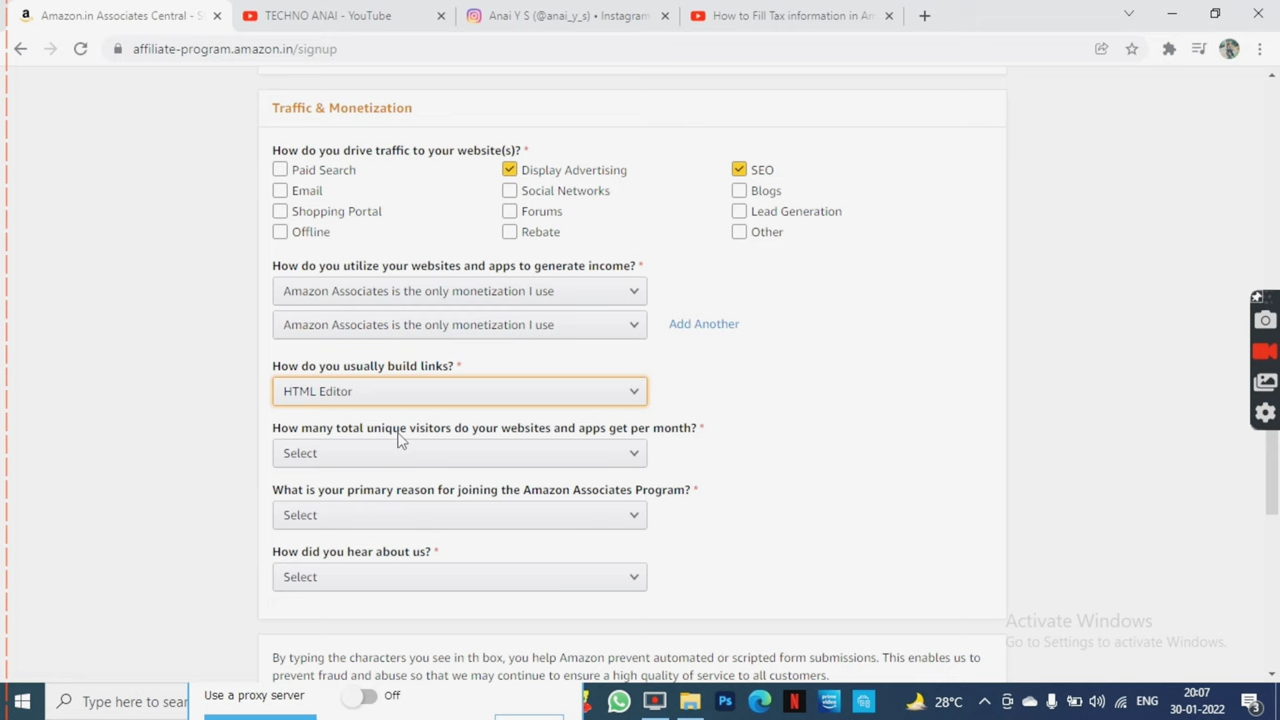 Amazon.in Associates Central - S
TECHNO ANAI - YouTube
Anai Y S (@anai_y_s) • Instagram
How to Fill Tax information in Am
affiliate-program.amazon.in/signup
Traffic & Monetization
How do you drive traffic to your website(s)? *
Paid Search Display Advertising SEO
Email Social Networks Blogs
Shopping Portal Forums Lead Generation
Offline Rebate Other
How do you utilize your websites and apps to generate income? *
Amazon Associates is the only monetization I use
Amazon Associates is the only monetization I use Add Another
How do you usually build links? *
HTML Editor
How many total unique visitors do your websites and apps get per month? *
Select
What is your primary reason for joining the Amazon Associates Program? *
Select
How did you hear about us? *
Select
Activate Windows
Go to Settings to activate Windows.
By typing the characters you see in th box, you help Amazon prevent automated or scripted form submissions. This enables us to
prevent fraud and abuse so that we may continue to ensure a high quality of service to all customers.
Type here to sear
Use a proxy server Off
Ps
N
prime video
28°C
ENG
20:07
30-01-2022
3